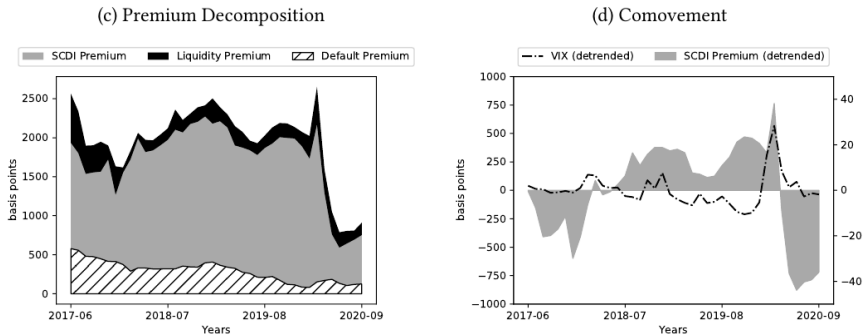 (c) Premium Decomposition
SCDI Premium Liquidity Premium Default Premium
2500
2000
1500
1000
500
0
basis points
2017-06 2018-07 2019-08 2020-09
Years
(d) Comovement
VIX (detrended) SCDI Premium (detrended)
1000
750
500
250
0
−250
−500
−750
−1000
basis points
40
20
0
−20
−40
2017-06 2018-07 2019-08 2020-09
Years